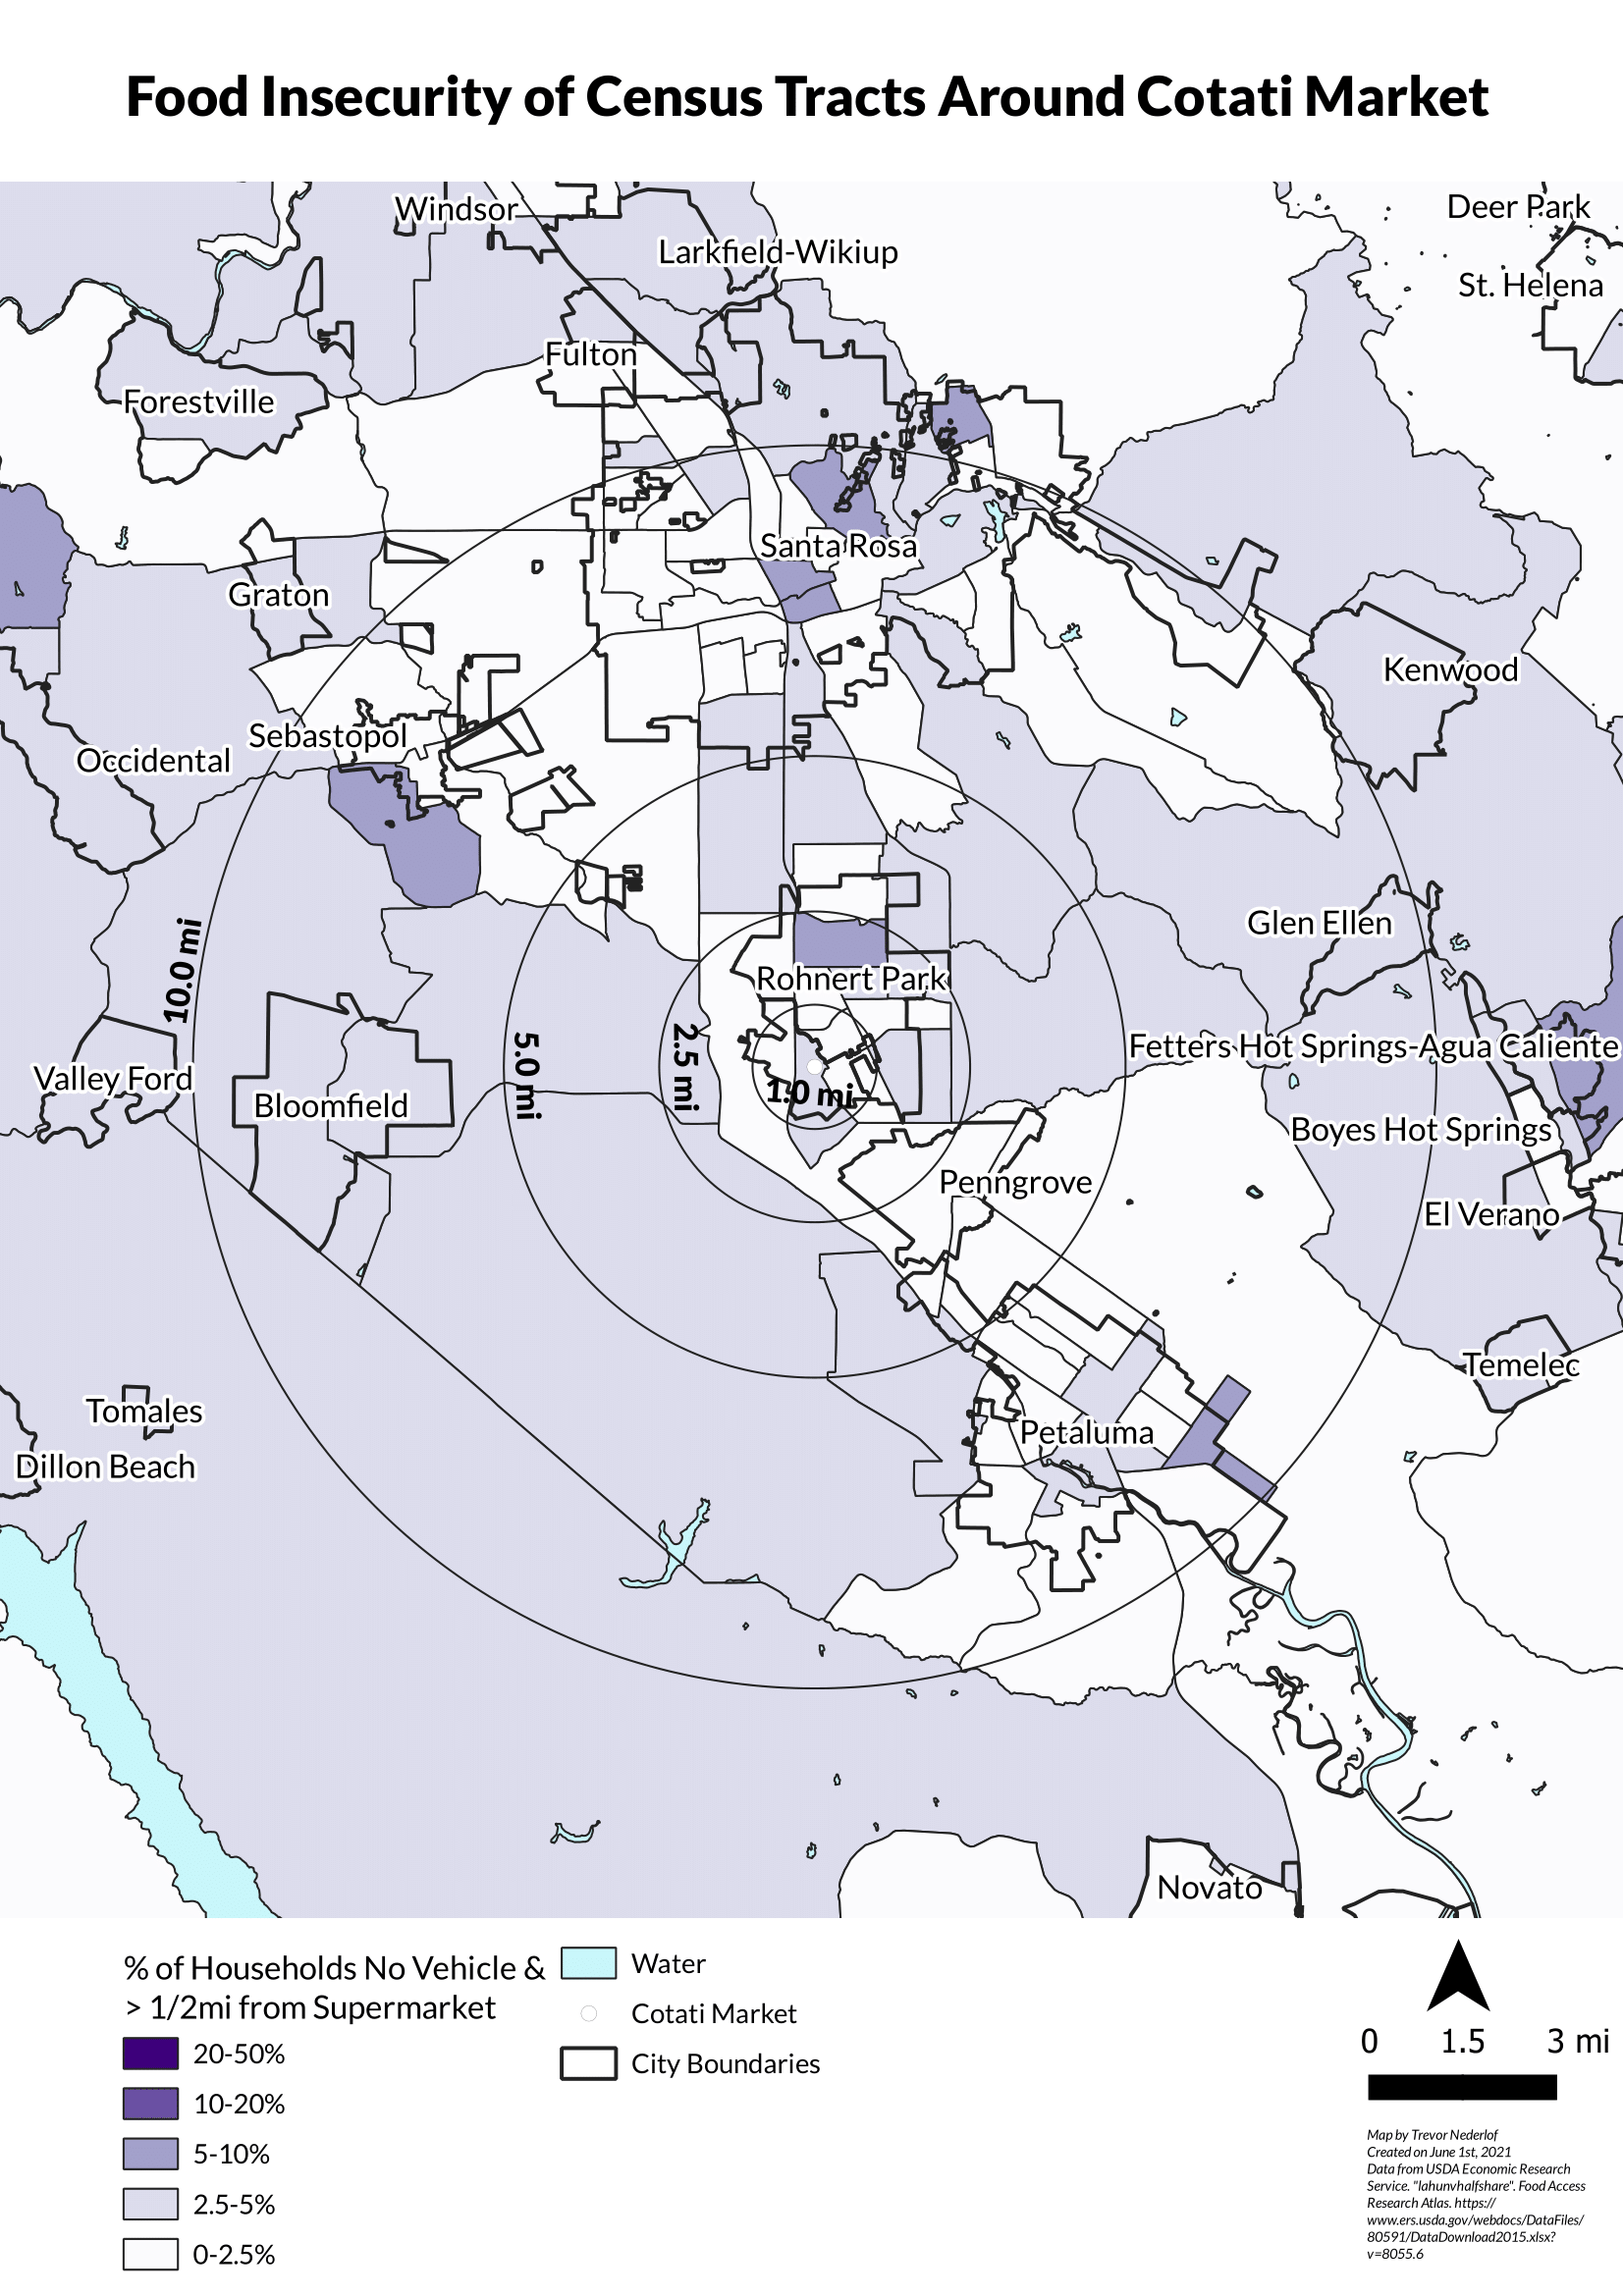 Food Insecurity of Census Tracts Around Cotati Market
Windsor
Deer Park
Larkfield-Wikiup
St. Helena
Fulton
Forestville
Santa Rosa
Graton
Kenwood
Sebastopol
Occidental
Glen Ellen
10.0 mi
Rohnert Park
Fetters Hot Springs-Agua Caliente
5.0 mi
2.5 mi
Valley Ford
1.0 mi
Bloomfield
Boyes Hot Springs
Penngrove
El Verano
Temelec
Tomales
Petaluma
Dillon Beach
Novato
% of Households No Vehicle &
> 1/2mi from Supermarket
20-50%
10-20%
5-10%
2.5-5%
0-2.5%
Water
Cotati Market
City Boundaries
0 1.5 3 mi
Map by Trevor Nederlof
Created on June 1st, 2021
Data from USDA Economic Research
Service. "lahunvhalfshare". Food Access
Research Atlas. https://
www.ers.usda.gov/webdocs/DataFiles/
80591/DataDownload2015.xlsx?
v=8055.6